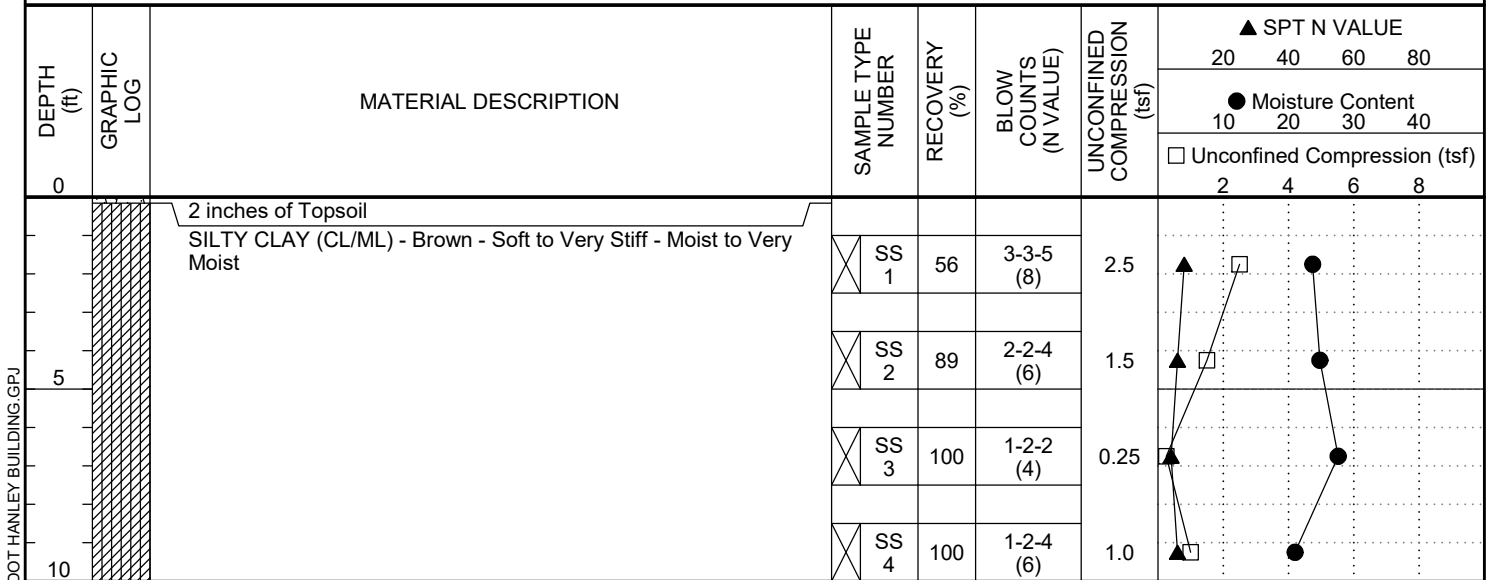 DEPTH
(ft)
GRAPHIC
LOG
MATERIAL DESCRIPTION
SAMPLE TYPE
NUMBER
RECOVERY
(%)
BLOW
COUNTS
(N VALUE)
UNCONFINED
COMPRESSION
(tsf)
▲ SPT N VALUE
20 40 60 80
● Moisture Content
10 20 30 40
□ Unconfined Compression (tsf)
2 4 6 8
0
2 inches of Topsoil
SILTY CLAY (CL/ML) - Brown - Soft to Very Stiff - Moist to Very
Moist
SS
1
56
3-3-5
(8)
2.5
SS
2
89
2-2-4
(6)
1.5
5
SS
3
100
1-2-2
(4)
0.25
SS
4
100
1-2-4
(6)
1.0
10
DOT HANLEY BUILDING.GPJ